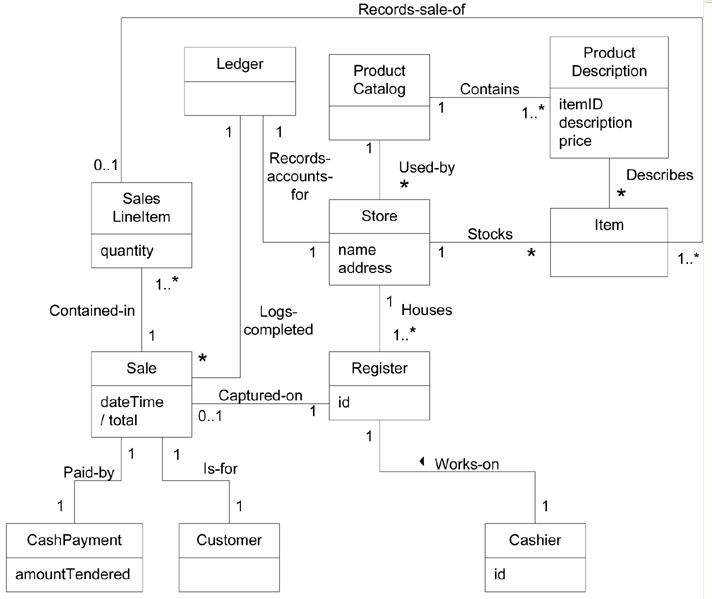 Records-sale-of
Ledger
Product
Catalog
Product
Description
itemID
description
price
Contains
1
1..*
1
1
0..1
Records-
accounts-
for
1
Used-by
*
Describes
*
Sales
LineItem
quantity
Store
name
address
Stocks
Item
1
1
*
1..*
1..*
Contained-in
1
Logs-
completed
1
Houses
1..*
*
Sale
dateTime
/ total
Captured-on
0..1
1
Register
id
1
1
1
Paid-by
Is-for
Works-on
1
1
1
CashPayment
amountTendered
Customer
Cashier
id